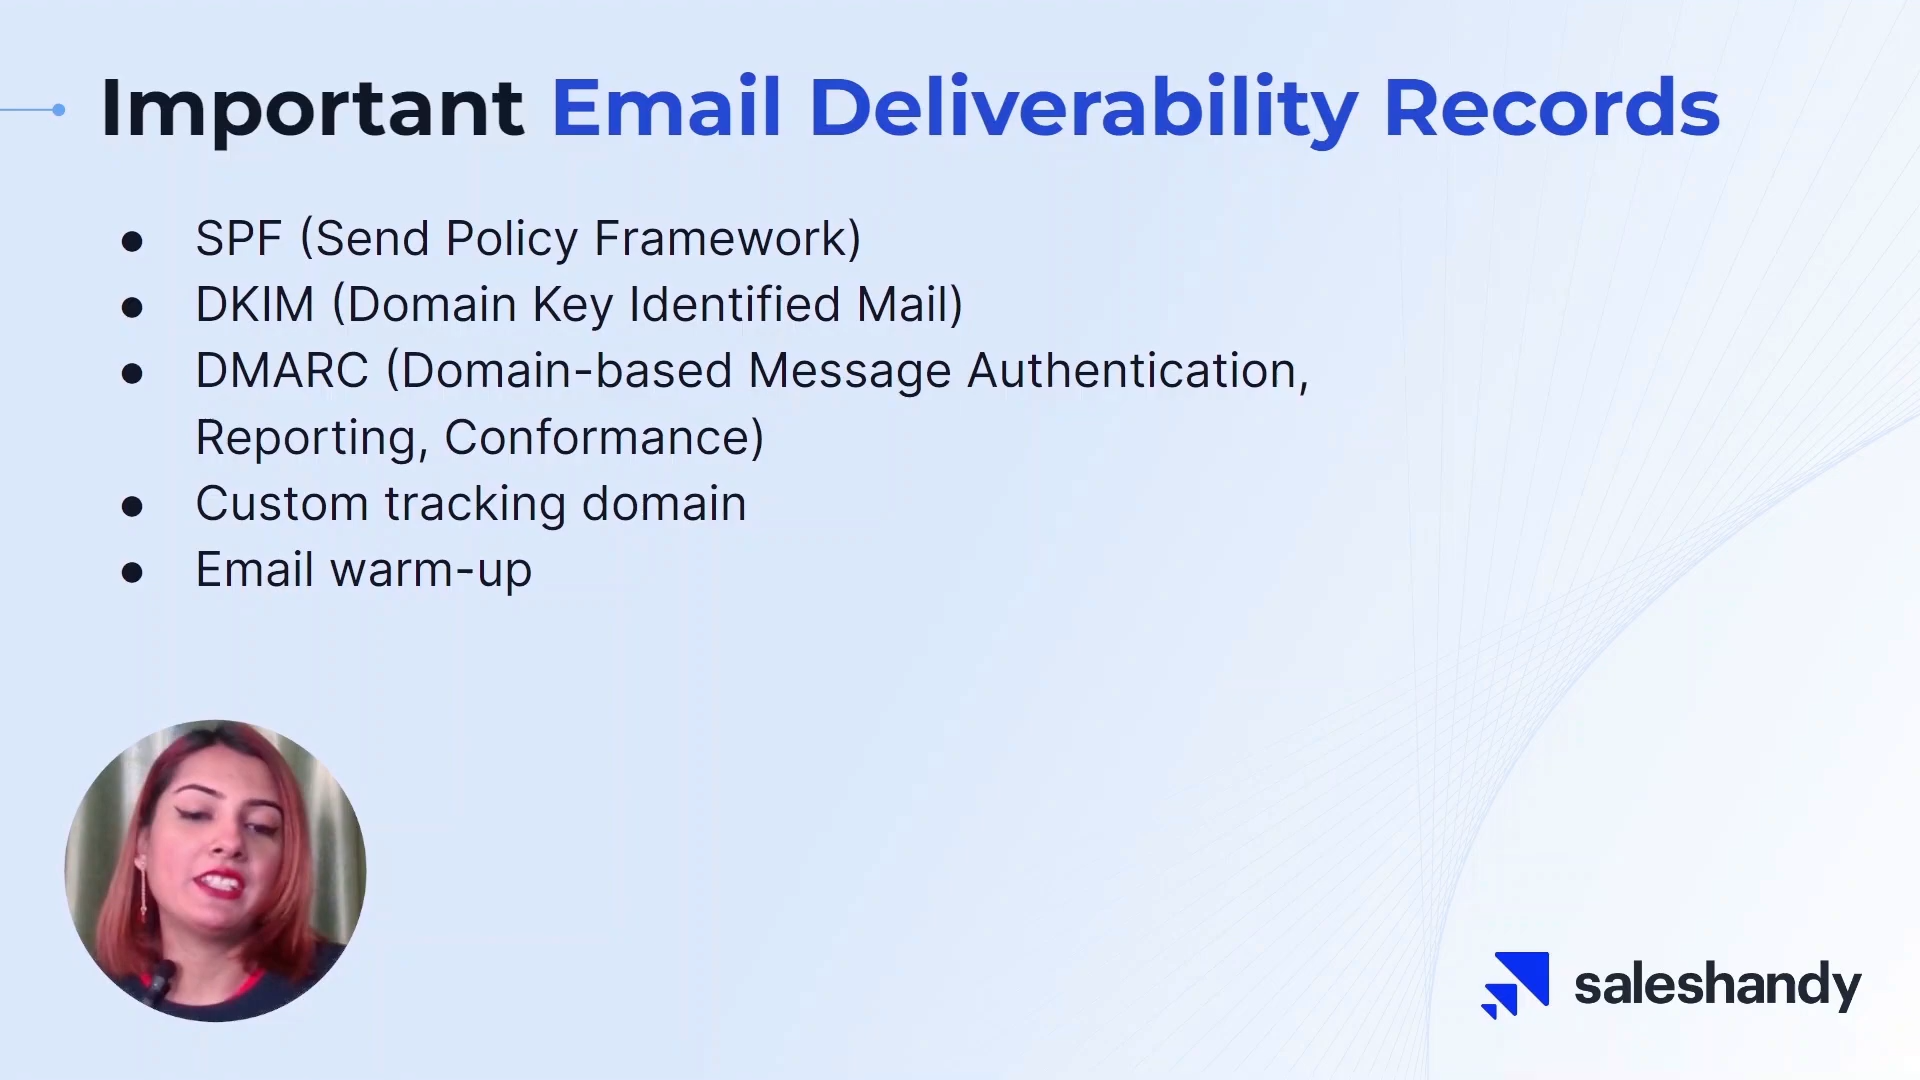 Important Email Deliverability Records
● SPF (Send Policy Framework)
● DKIM (Domain Key Identified Mail)
● DMARC (Domain-based Message Authentication,
Reporting, Conformance)
● Custom tracking domain
● Email warm-up
saleshandy